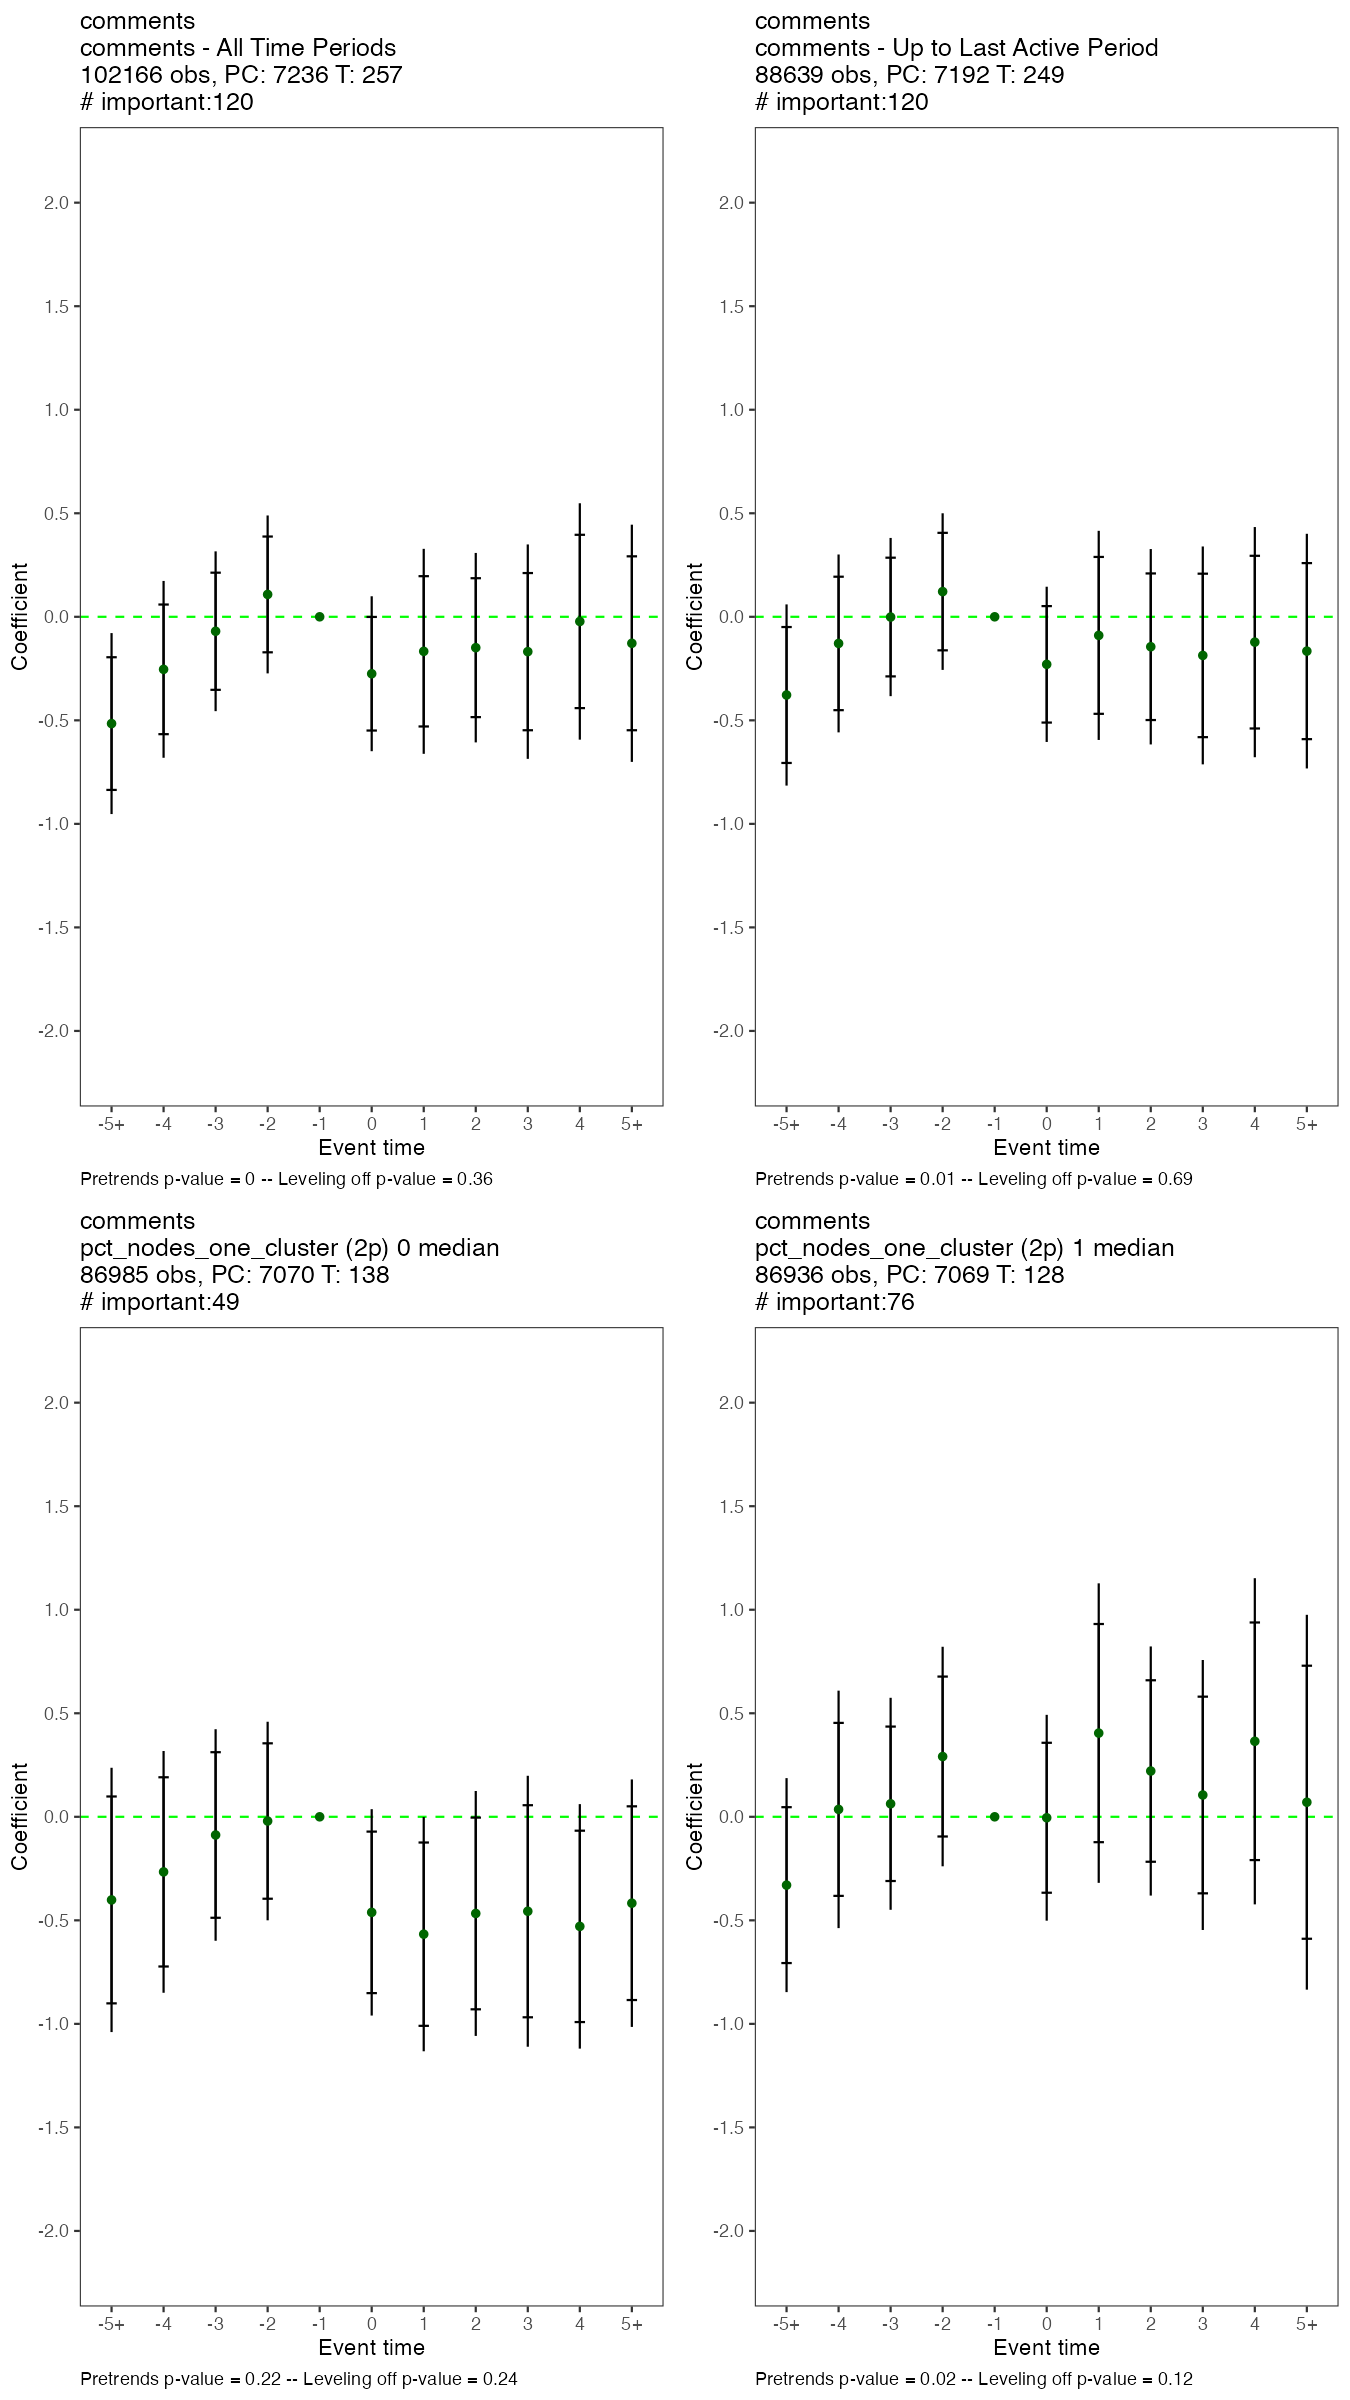 comments
comments - All Time Periods
102166 obs, PC: 7236 T: 257
# important:120
2.0
1.5
1.0
0.5
0.0
-0.5
-1.0
-1.5
-2.0
Coefficient
-5+ -4 -3 -2 -1 0 1 2 3 4 5+
Event time
Pretrends p-value = 0 -- Leveling off p-value = 0.36
comments
comments - Up to Last Active Period
88639 obs, PC: 7192 T: 249
# important:120
2.0
1.5
1.0
0.5
0.0
-0.5
-1.0
-1.5
-2.0
Coefficient
-5+ -4 -3 -2 -1 0 1 2 3 4 5+
Event time
Pretrends p-value = 0.01 -- Leveling off p-value = 0.69
comments
pct_nodes_one_cluster (2p) 0 median
86985 obs, PC: 7070 T: 138
# important:49
2.0
1.5
1.0
0.5
0.0
-0.5
-1.0
-1.5
-2.0
Coefficient
-5+ -4 -3 -2 -1 0 1 2 3 4 5+
Event time
Pretrends p-value = 0.22 -- Leveling off p-value = 0.24
comments
pct_nodes_one_cluster (2p) 1 median
86936 obs, PC: 7069 T: 128
# important:76
2.0
1.5
1.0
0.5
0.0
-0.5
-1.0
-1.5
-2.0
Coefficient
-5+ -4 -3 -2 -1 0 1 2 3 4 5+
Event time
Pretrends p-value = 0.02 -- Leveling off p-value = 0.12